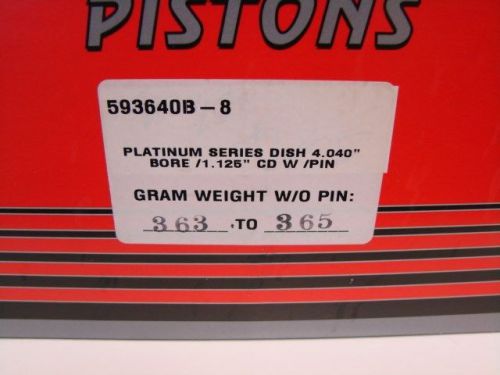 PISTONS
593640B-8
PLATINUM SERIES DISH 4.040"
BORE /1.125" CD W /PIN
GRAM WEIGHT W/O PIN:
363 .TO 365